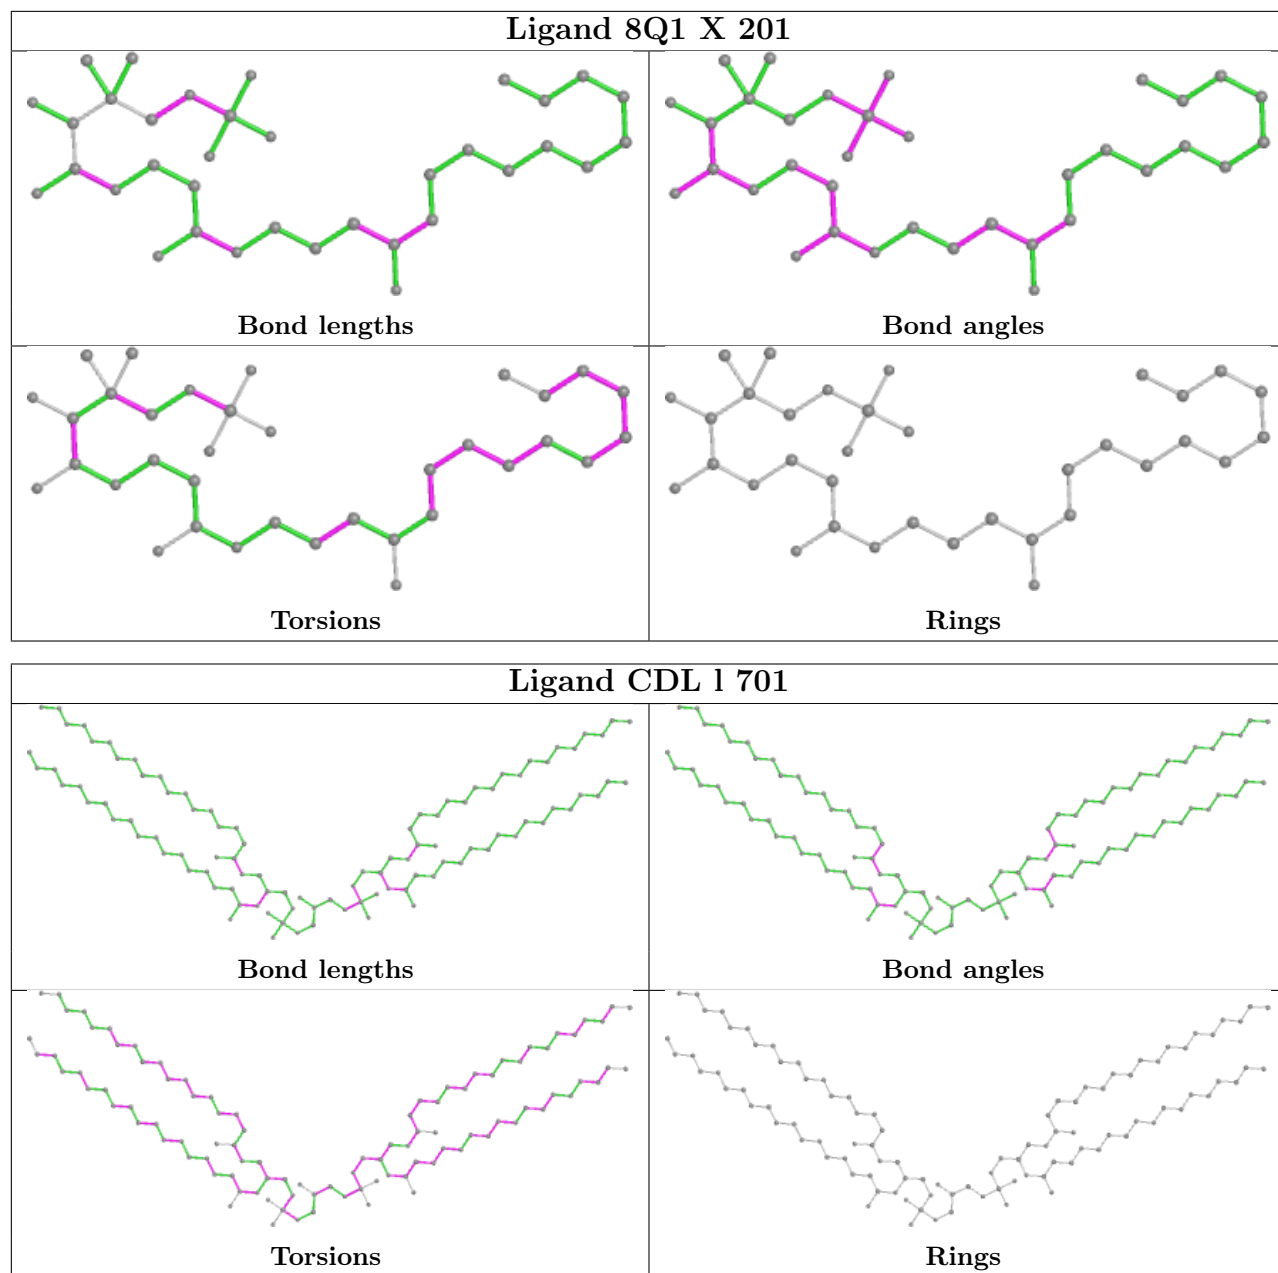 Ligand 8Q1 X 201
Bond lengths
Bond angles
Torsions
Rings
Ligand CDL l 701
Bond lengths
Bond angles
Torsions
Rings